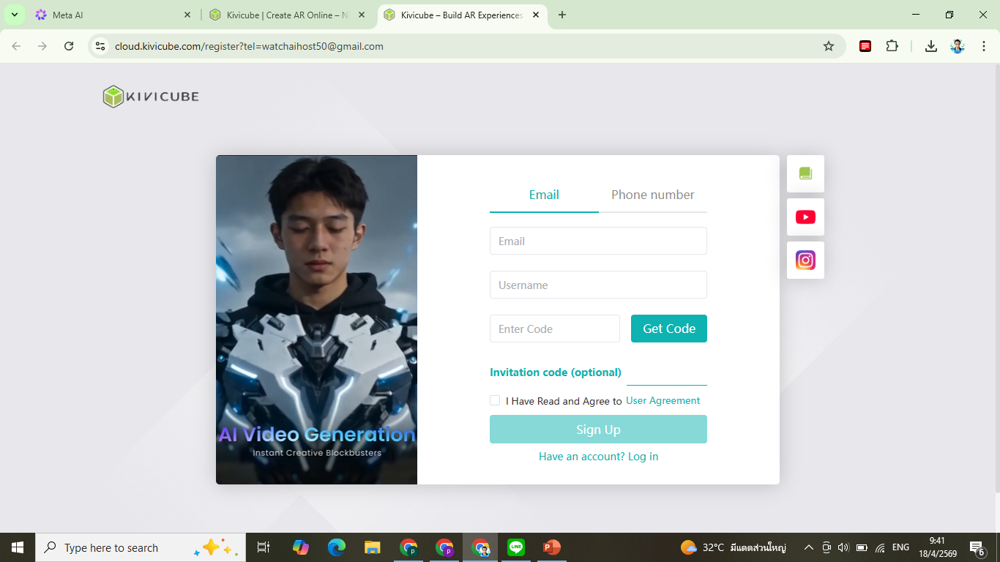 Meta AI
Kivicube | Create AR Online – N
Kivicube – Build AR Experiences
cloud.kivicube.com/register?tel=watchaihost50@gmail.com
KIVICUBE
Email
Phone number
Email
Username
Enter Code
Get Code
Invitation code (optional)
I Have Read and Agree to User Agreement
Sign Up
Have an account? Log in
AI Video Generation
Instant Creative Blockbusters
Type here to search
32°C มีแดดส่วนใหญ่
ENG
9:41
18/4/2569
6